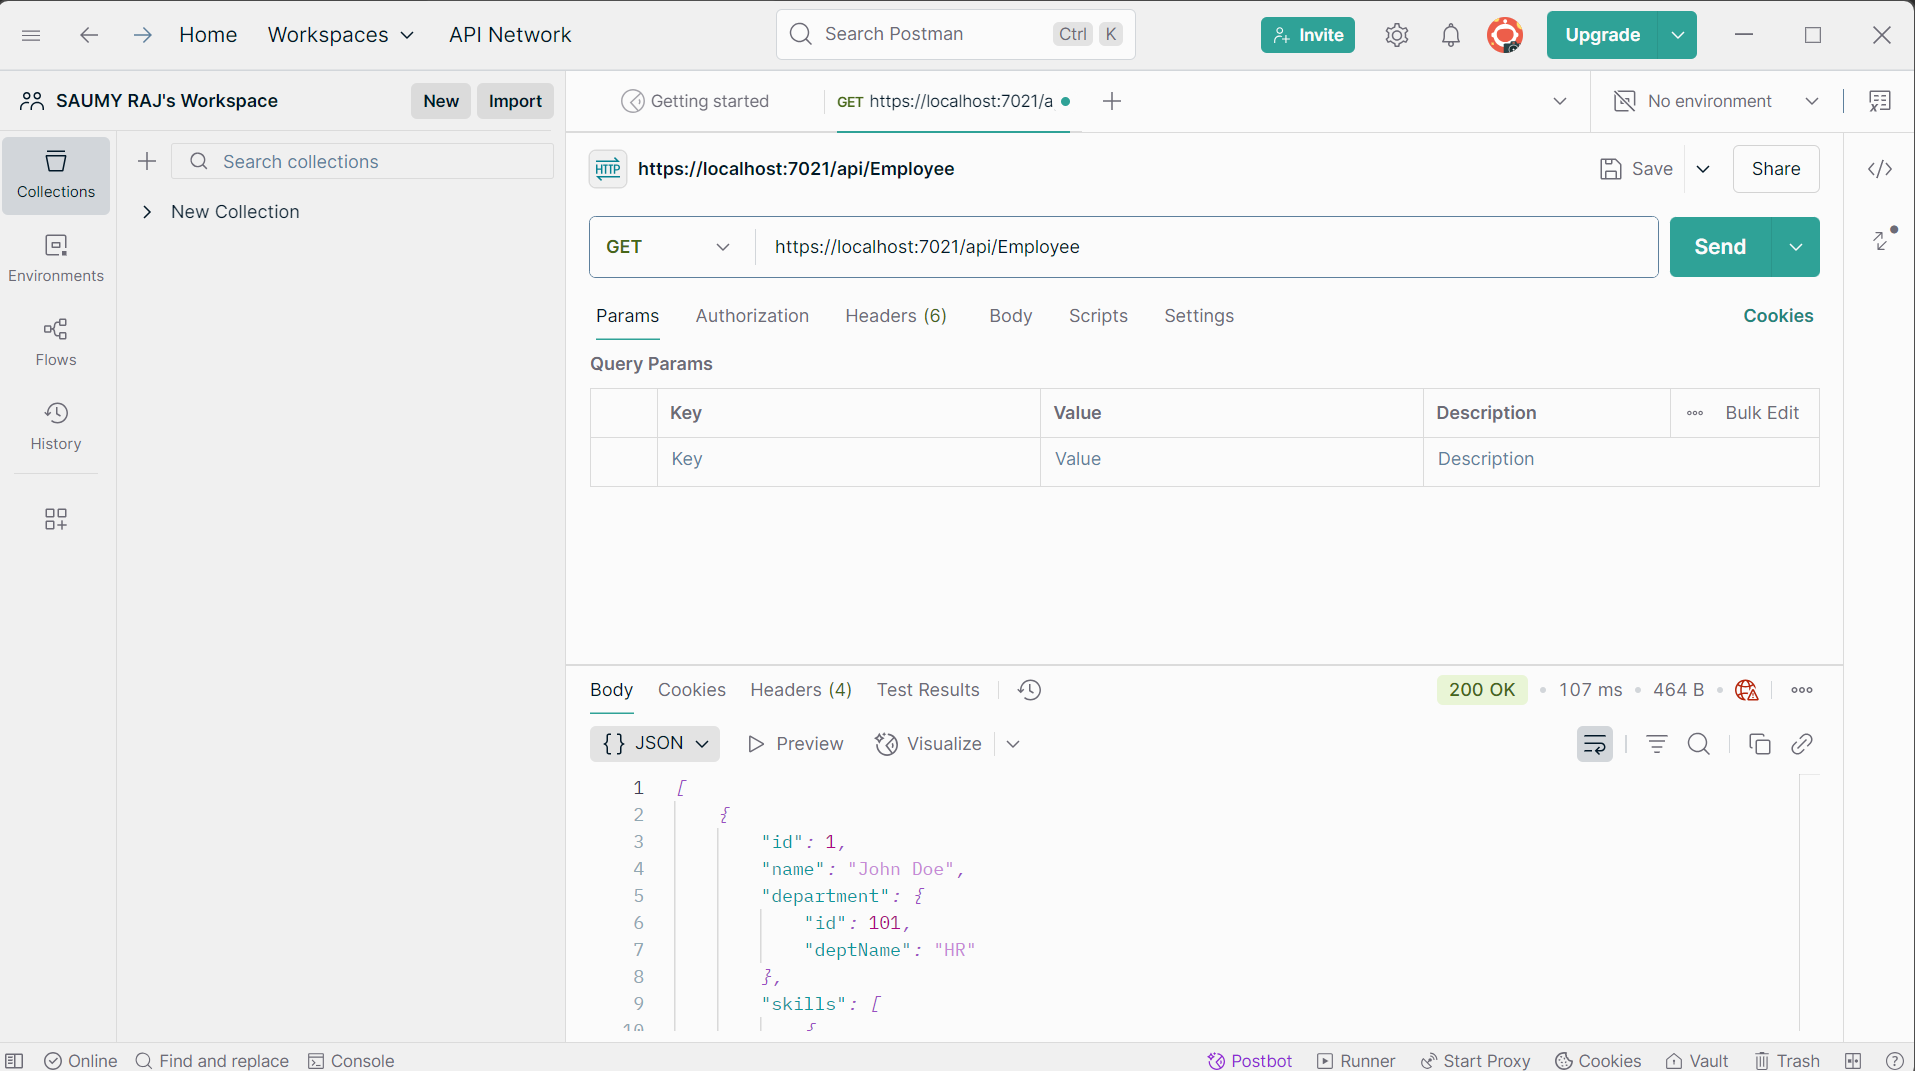 Home Workspaces API Network Search Postman Ctrl K Invite Upgrade
SAUMY RAJ's Workspace New Import Getting started GET https://localhost:7021/a No environment
Collections
Search collections
New Collection
Environments
Flows
History
HTTP https://localhost:7021/api/Employee Save Share
GET https://localhost:7021/api/Employee Send
Params Authorization Headers (6) Body Scripts Settings Cookies
Query Params
Key Value Description Bulk Edit
Key Value Description
Body Cookies Headers (4) Test Results 200 OK 107 ms 464 B
{} JSON Preview Visualize
1 [
2 {
3 "id": 1,
4 "name": "John Doe",
5 "department": {
6 "id": 101,
7 "deptName": "HR"
8 },
9 "skills": [
10 {
Online Find and replace Console Postbot Runner Start Proxy Cookies Vault Trash